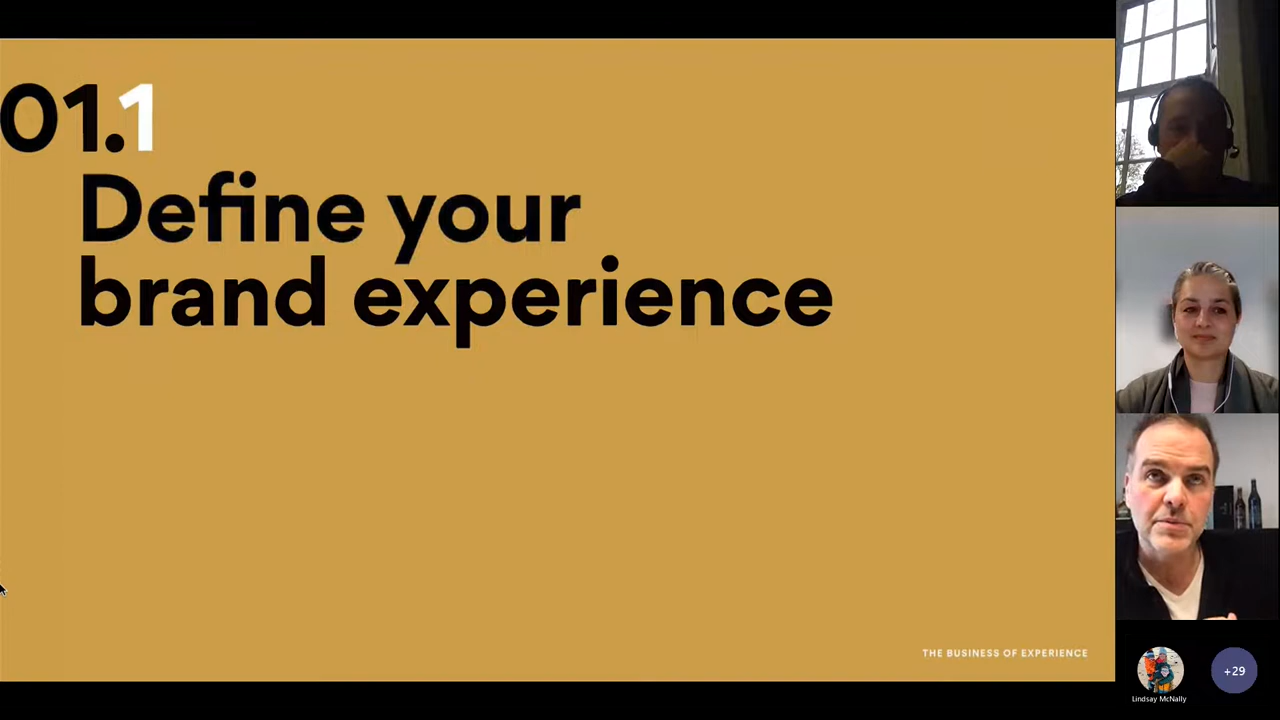 01.1
Define your
brand experience
THE BUSINESS OF EXPERIENCE
Lindsay McNally
+29